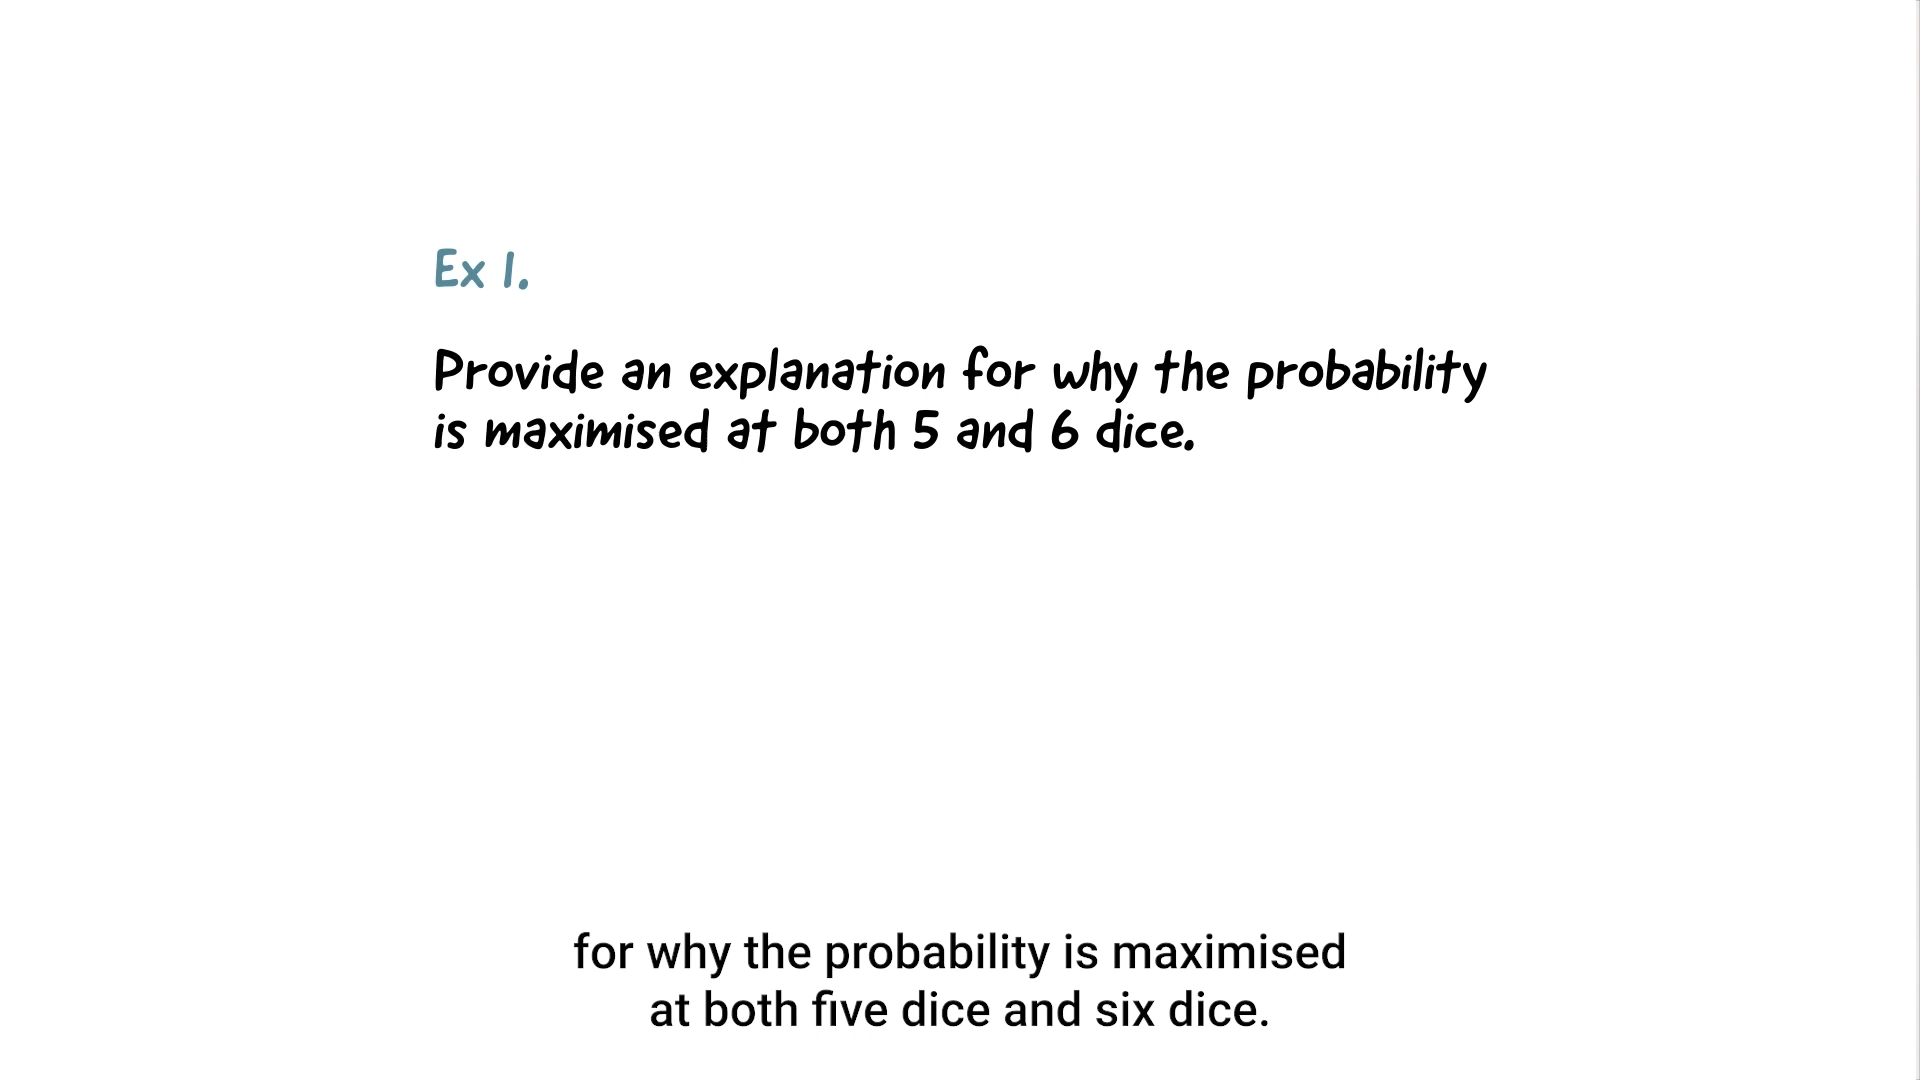 Ex 1.
Provide an explanation for why the probability
is maximised at both 5 and 6 dice.
for why the probability is maximised
at both five dice and six dice.